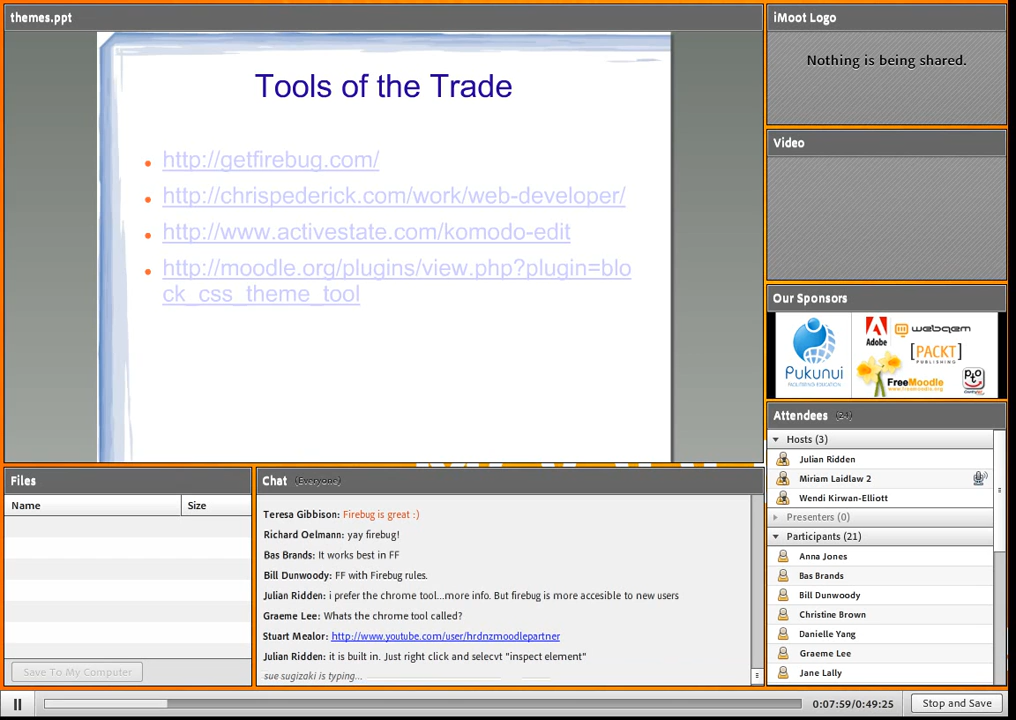 themes.ppt
Tools of the Trade
http://getfirebug.com/
http://chrispederick.com/work/web-developer/
http://www.activestate.com/komodo-edit
http://moodle.org/plugins/view.php?plugin=blo
ck_css_theme_tool
iMoot Logo
Nothing is being shared.
Video
Our Sponsors
Pukunui
Adobe
webqem
[PACKT]
PUBLISHING
FreeMoodle
Attendees (24)
Hosts (3)
Julian Ridden
Miriam Laidlaw 2
Wendi Kirwan-Elliott
Presenters (0)
Participants (21)
Anna Jones
Bas Brands
Bill Dunwoody
Christine Brown
Danielle Yang
Graeme Lee
Jane Lally
Files
Name Size
Save To My Computer
Chat (Everyone)
Teresa Gibbison: Firebug is great :)
Richard Oelmann: yay firebug!
Bas Brands: It works best in FF
Bill Dunwoody: FF with Firebug rules.
Julian Ridden: i prefer the chrome tool...more info. But firebug is more accesible to new users
Graeme Lee: Whats the chrome tool called?
Stuart Mealor: http://www.youtube.com/user/hrdnzmoodlepartner
Julian Ridden: it is built in. Just right click and selecvt "inspect element"
sue sugizaki is typing...
0:07:59/0:49:25
Stop and Save